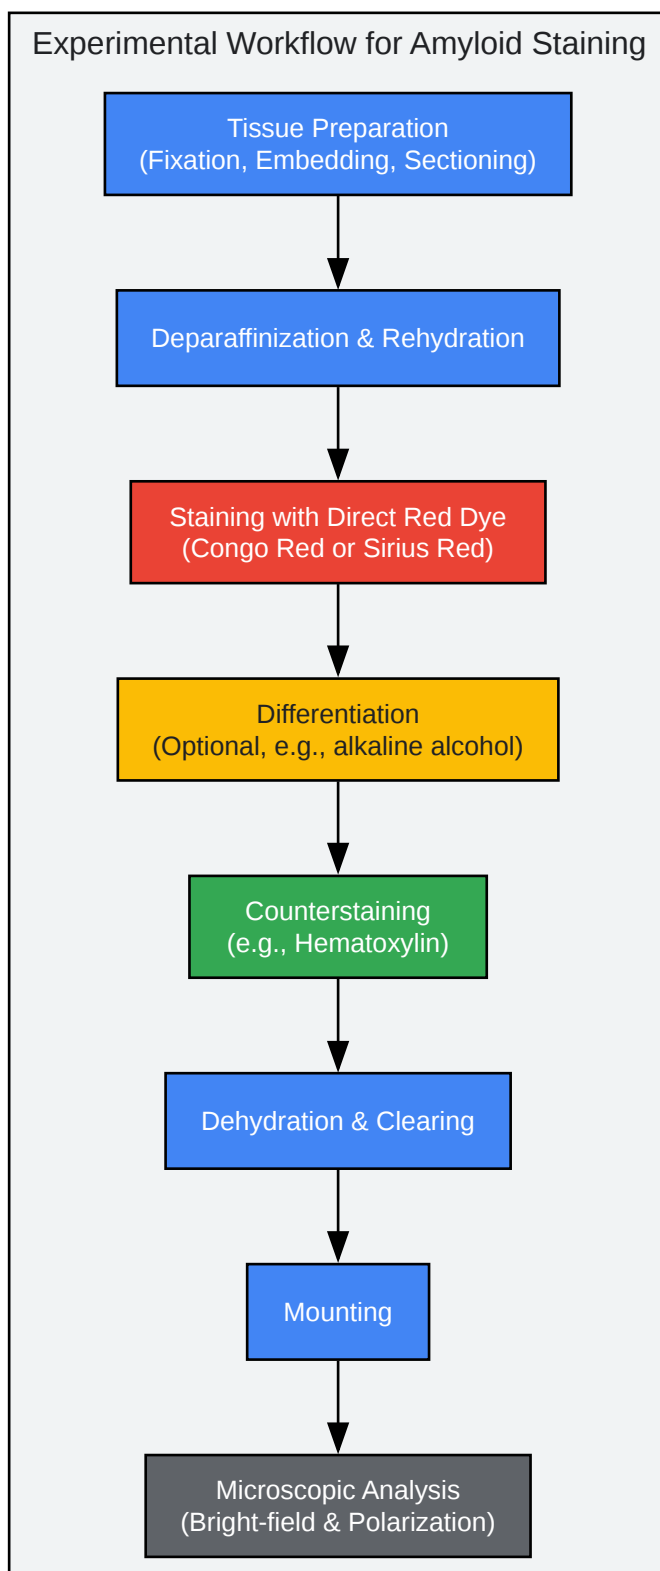 Experimental Workflow for Amyloid Staining
Tissue Preparation
(Fixation, Embedding, Sectioning)
Deparaffinization & Rehydration
Staining with Direct Red Dye
(Congo Red or Sirius Red)
Differentiation
(Optional, e.g., alkaline alcohol)
Counterstaining
(e.g., Hematoxylin)
Dehydration & Clearing
Mounting
Microscopic Analysis
(Bright-field & Polarization)